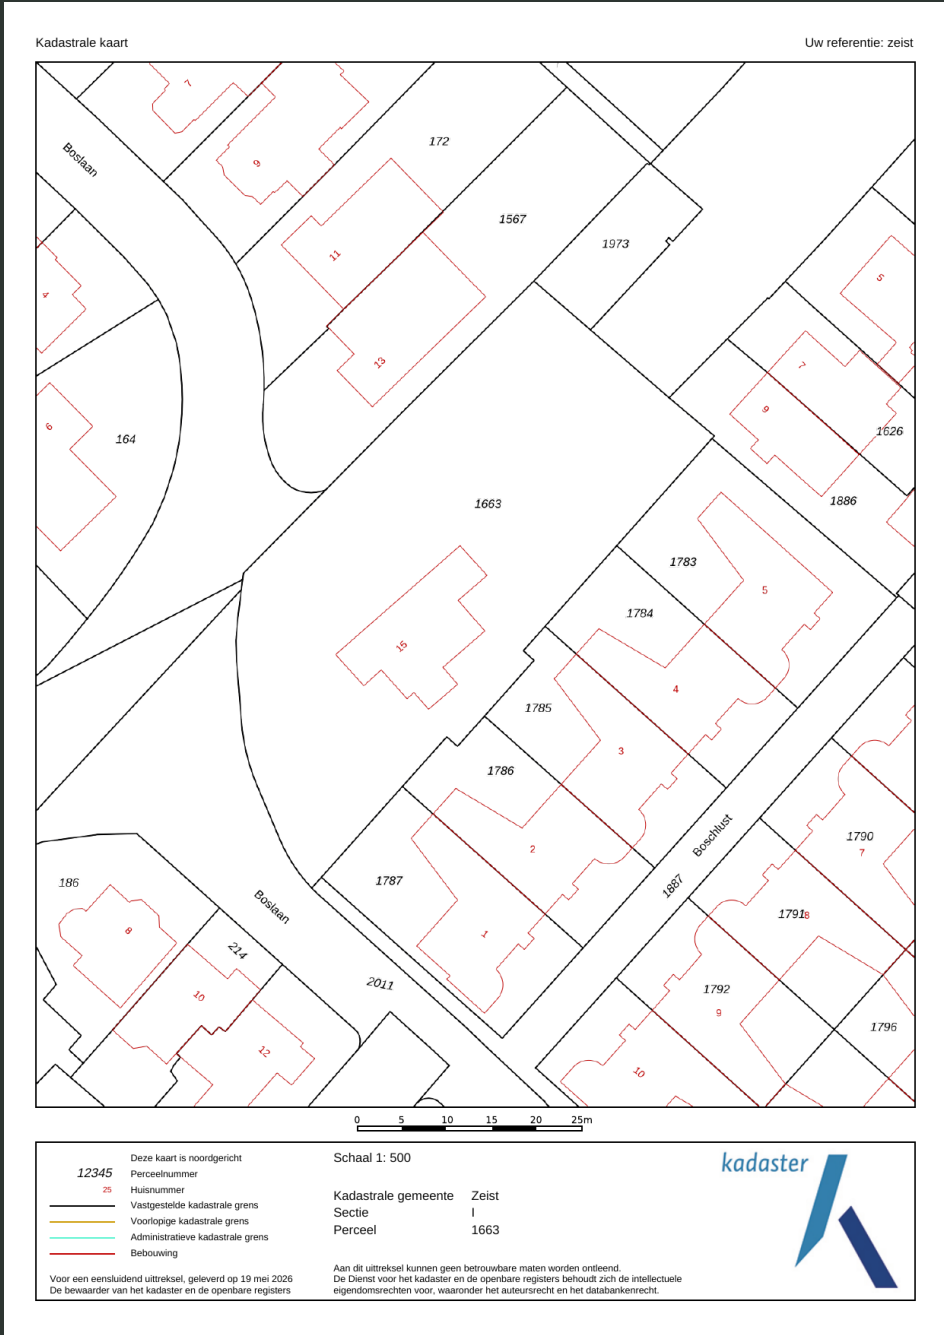 Kadastrale kaart
Uw referentie: zeist
7
Boslaan
9
172
1567
11
1973
5
4
13
7
9
6
164
1626
1663
1886
1783
5
1784
15
4
1785
3
1786
Boschlust
1790
7
2
186
1787
1887
17918
Boslaan
8
1
214
2011
1792
10
9
1796
12
10
0 5 10 15 20 25m
Deze kaart is noordgericht
12345 Perceelnummer
25 Huisnummer
Vastgestelde kadastrale grens
Voorlopige kadastrale grens
Administratieve kadastrale grens
Bebouwing
Voor een eensluidend uittreksel, geleverd op 19 mei 2026
De bewaarder van het kadaster en de openbare registers
Schaal 1: 500
Kadastrale gemeente Zeist
Sectie I
Perceel 1663
Aan dit uittreksel kunnen geen betrouwbare maten worden ontleend.
De Dienst voor het kadaster en de openbare registers behoudt zich de intellectuele
eigendomsrechten voor, waaronder het auteursrecht en het databankenrecht.
kadaster